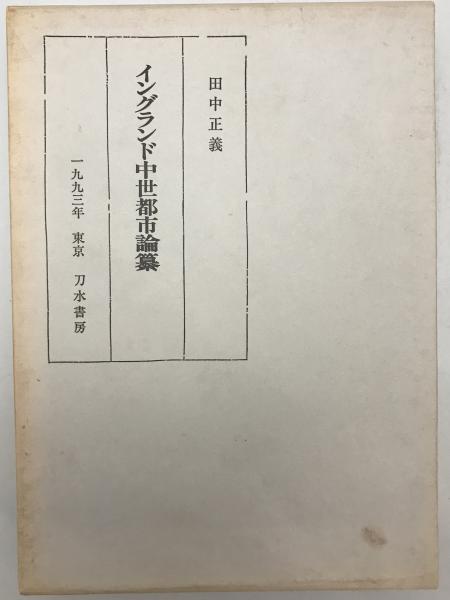 田中正義
イングランド中世都市論纂
一九九三年 東京 刀水書房